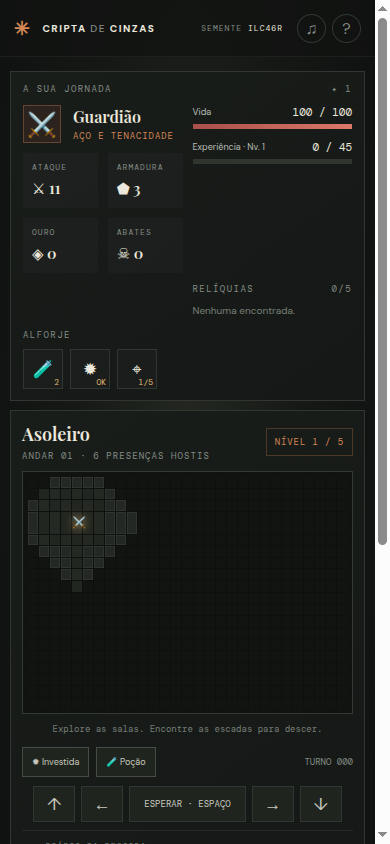 CRIPTA DE CINZAS
SEMENTE ILC46R
?
A SUA JORNADA
1
Guardião
AÇO E TENACIDADE
Vida 100 / 100
Experiência · Nv. 1 0 / 45
ATAQUE
11
ARMADURA
3
OURO
0
ABATES
0
RELÍQUIAS 0/5
Nenhuma encontrada.
ALFORJE
2
OK
1/5
Asoleiro
ANDAR 01 · 6 PRESENÇAS HOSTIS
NÍVEL 1 / 5
Explore as salas. Encontre as escadas para descer.
Investida
Poção
TURNO 000
↑ ← ESPERAR · ESPAÇO → ↓